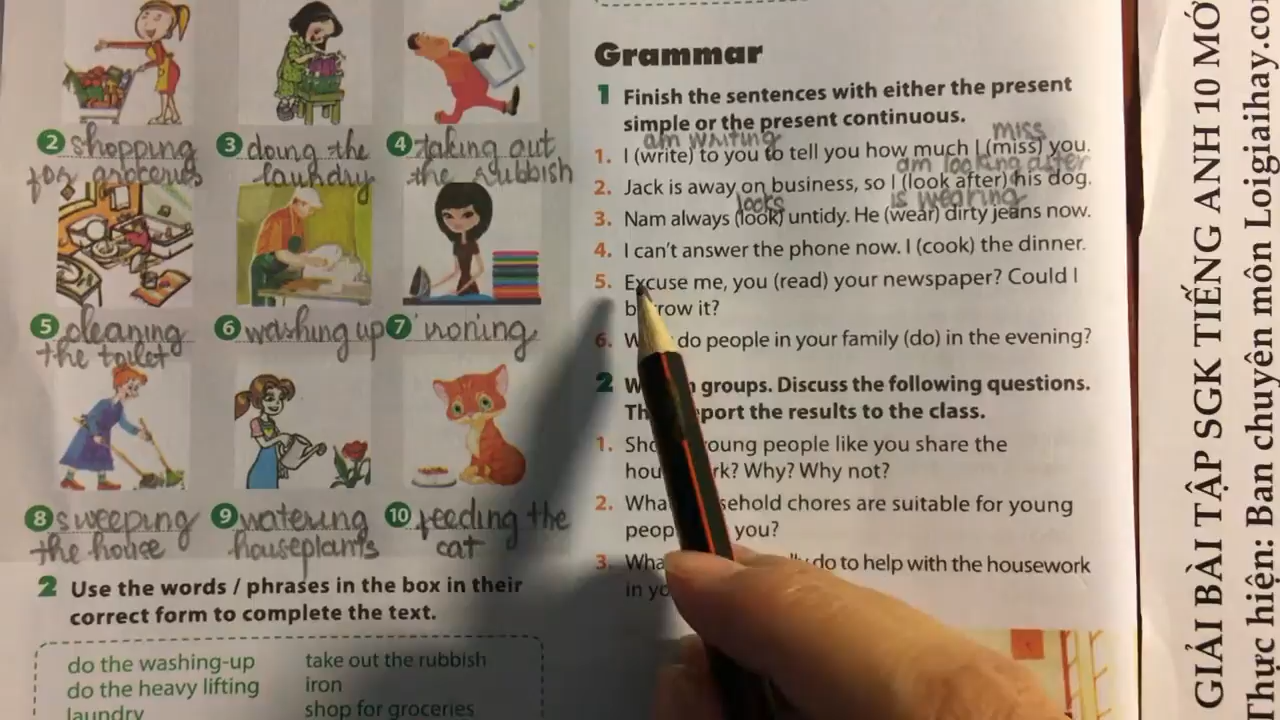 2 shopping
for groceries
3 doing the
laundry
4 taking out
the rubbish
5 cleaning
the toilet
6 washing up
7 ironing
8 sweeping
the house
9 watering
houseplants
10 feeding the
cat
2 Use the words / phrases in the box in their
correct form to complete the text.
do the washing-up take out the rubbish
do the heavy lifting iron
laundry shop for groceries
Grammar
1 Finish the sentences with either the present
simple or the present continuous.
am writing miss
1. I (write) to you to tell you how much I (miss) you.
am looking after
2. Jack is away on business, so I (look after) his dog.
looks is wearing
3. Nam always (look) untidy. He (wear) dirty jeans now.
4. I can't answer the phone now. I (cook) the dinner.
5. Excuse me, you (read) your newspaper? Could I
borrow it?
6. do people in your family (do) in the evening?
2 groups. Discuss the following questions.
the results to the class.
1. young people like you share the
Why? Why not?
2. chores are suitable for young
you?
3. do to help with the housework
in
GIẢI BÀI TẬP SGK TIẾNG ANH 10 MỚ
Thực hiện: Ban chuyên môn Loigiaihay.co